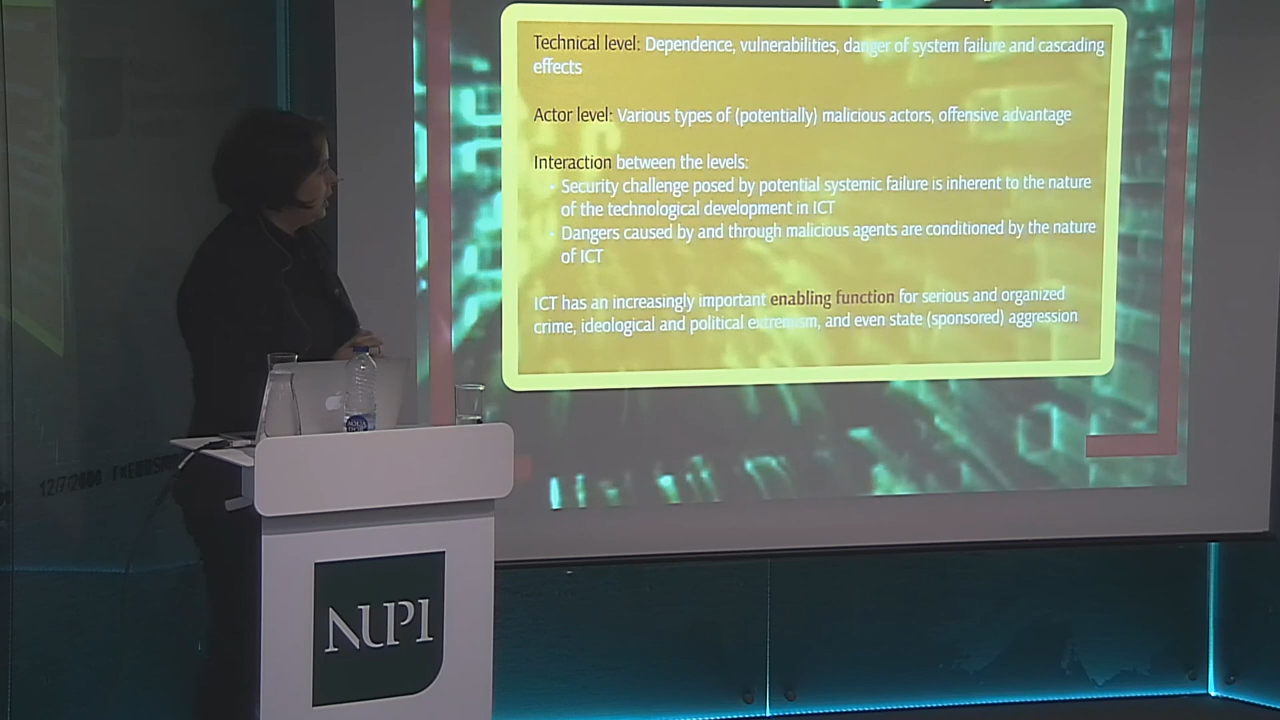 Technical level: Dependence, vulnerabilities, danger of system failure and cascading
effects
Actor level: Various types of (potentially) malicious actors, offensive advantage
Interaction between the levels:
- Security challenge posed by potential systemic failure is inherent to the nature
of the technological development in ICT
- Dangers caused by and through malicious agents are conditioned by the nature
of ICT
ICT has an increasingly important enabling function for serious and organized
crime, ideological and political extremism, and even state (sponsored) aggression
NUPI